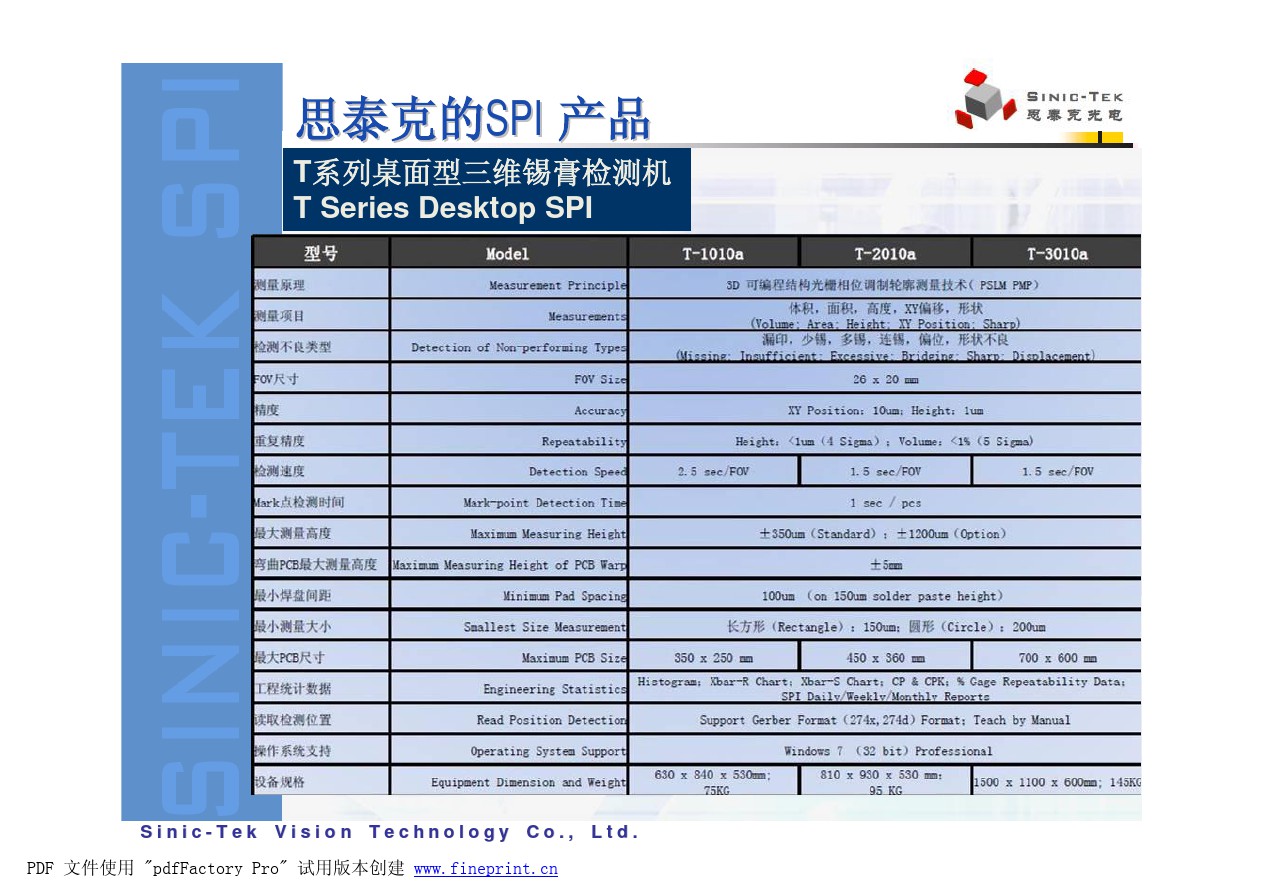 SINIC-TEK SPI
思泰克的SPI 产品
SINIC-TEK
思泰克光电
T系列桌面型三维锡膏检测机
T Series Desktop SPI
型号 Model T-1010a T-2010a T-3010a
测量原理 Measurement Principle 3D 可编程结构光栅相位调制轮廓测量技术( PSLM PMP)
测量项目 Measurements 体积, 面积, 高度, XY偏移, 形状
(Volume; Area; Height; XY Position; Sharp)
检测不良类型 Detection of Non-performing Types 漏印, 少锡, 多锡, 连锡, 偏位, 形状不良
(Missing; Insufficient; Excessive; Bridging; Sharp; Displacement)
FOV尺寸 FOV Size 26 x 20 mm
精度 Accuracy XY Position: 10um; Height: 1um
重复精度 Repeatability Height: <1um (4 Sigma) ; Volume: <1% (5 Sigma)
检测速度 Detection Speed 2.5 sec/FOV 1.5 sec/FOV 1.5 sec/FOV
Mark点检测时间 Mark-point Detection Time 1 sec / pcs
最大测量高度 Maximum Measuring Height ±350um (Standard) ; ±1200um (Option)
弯曲PCB最大测量高度 Maximum Measuring Height of PCB Warp ±5mm
最小焊盘间距 Minimum Pad Spacing 100um (on 150um solder paste height)
最小测量大小 Smallest Size Measurement 长方形 (Rectangle) : 150um; 圆形 (Circle) : 200um
最大PCB尺寸 Maximum PCB Size 350 x 250 mm 450 x 360 mm 700 x 600 mm
工程统计数据 Engineering Statistics Histogram; Xbar-R Chart; Xbar-S Chart; CP & CPK; % Gage Repeatability Data;
SPI Daily/Weekly/Monthly Reports
读取检测位置 Read Position Detection Support Gerber Format (274x,274d) Format; Teach by Manual
操作系统支持 Operating System Support Windows 7 (32 bit) Professional
设备规格 Equipment Dimension and Weight 630 x 840 x 530mm; 810 x 930 x 530 mm; 1500 x 1100 x 600mm; 145KG
75KG 95 KG
Sinic-Tek Vision Technology Co., Ltd.
PDF 文件使用 "pdfFactory Pro" 试用版本创建 www.fineprint.cn